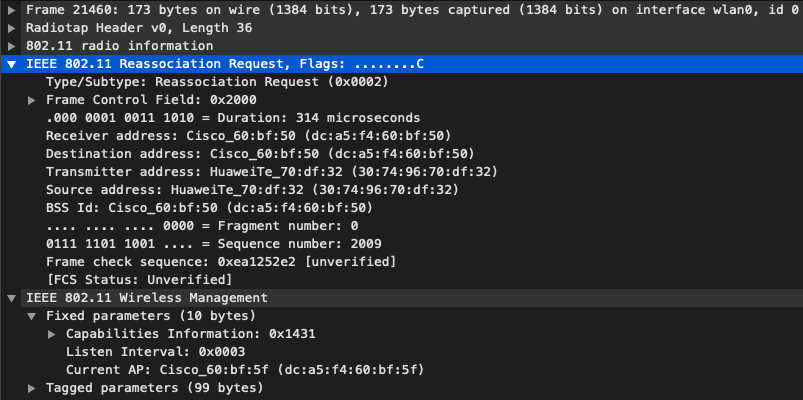 Frame 21460: 173 bytes on wire (1384 bits), 173 bytes captured (1384 bits) on interface wlan0, id 0
Radiotap Header v0, Length 36
802.11 radio information
IEEE 802.11 Reassociation Request, Flags: ........C
Type/Subtype: Reassociation Request (0x0002)
Frame Control Field: 0x2000
.000 0001 0011 1010 = Duration: 314 microseconds
Receiver address: Cisco_60:bf:50 (dc:a5:f4:60:bf:50)
Destination address: Cisco_60:bf:50 (dc:a5:f4:60:bf:50)
Transmitter address: HuaweiTe_70:df:32 (30:74:96:70:df:32)
Source address: HuaweiTe_70:df:32 (30:74:96:70:df:32)
BSS Id: Cisco_60:bf:50 (dc:a5:f4:60:bf:50)
.... .... .... 0000 = Fragment number: 0
0111 1101 1001 .... = Sequence number: 2009
Frame check sequence: 0xea1252e2 [unverified]
[FCS Status: Unverified]
IEEE 802.11 Wireless Management
Fixed parameters (10 bytes)
Capabilities Information: 0x1431
Listen Interval: 0x0003
Current AP: Cisco_60:bf:5f (dc:a5:f4:60:bf:5f)
Tagged parameters (99 bytes)